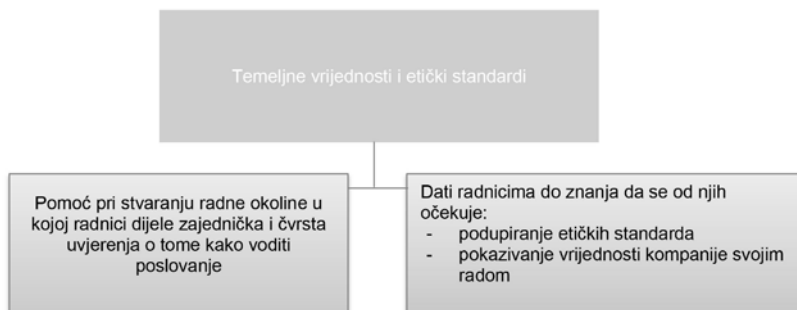 Temeljne vrijednosti i etički standardi
Pomoć pri stvaranju radne okoline u
kojoj radnici dijele zajednička i čvrsta
uvjerenja o tome kako voditi
poslovanje
Dati radnicima do znanja da se od njih
očekuje:
- podupiranje etičkih standarda
- pokazivanje vrijednosti kompanije svojim
radom